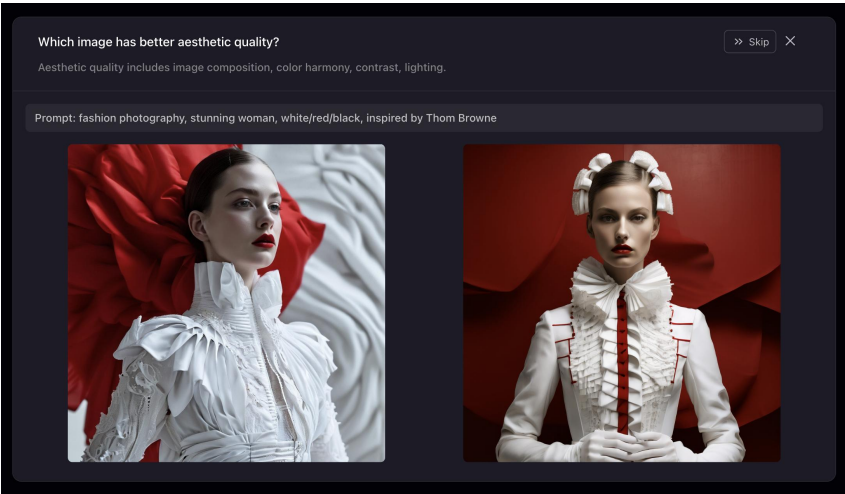 Which image has better aesthetic quality?
Skip
Aesthetic quality includes image composition, color harmony, contrast, lighting.
Prompt: fashion photography, stunning woman, white/red/black, inspired by Thom Browne